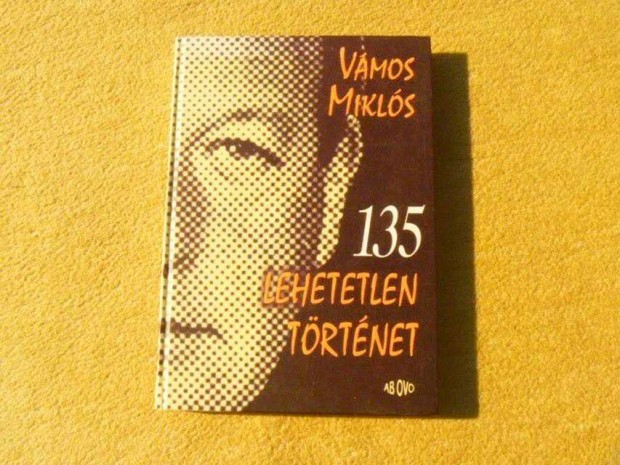 VÁMOS
MIKLÓS
135
LEHETETLEN
TÖRTÉNET
AB OVO